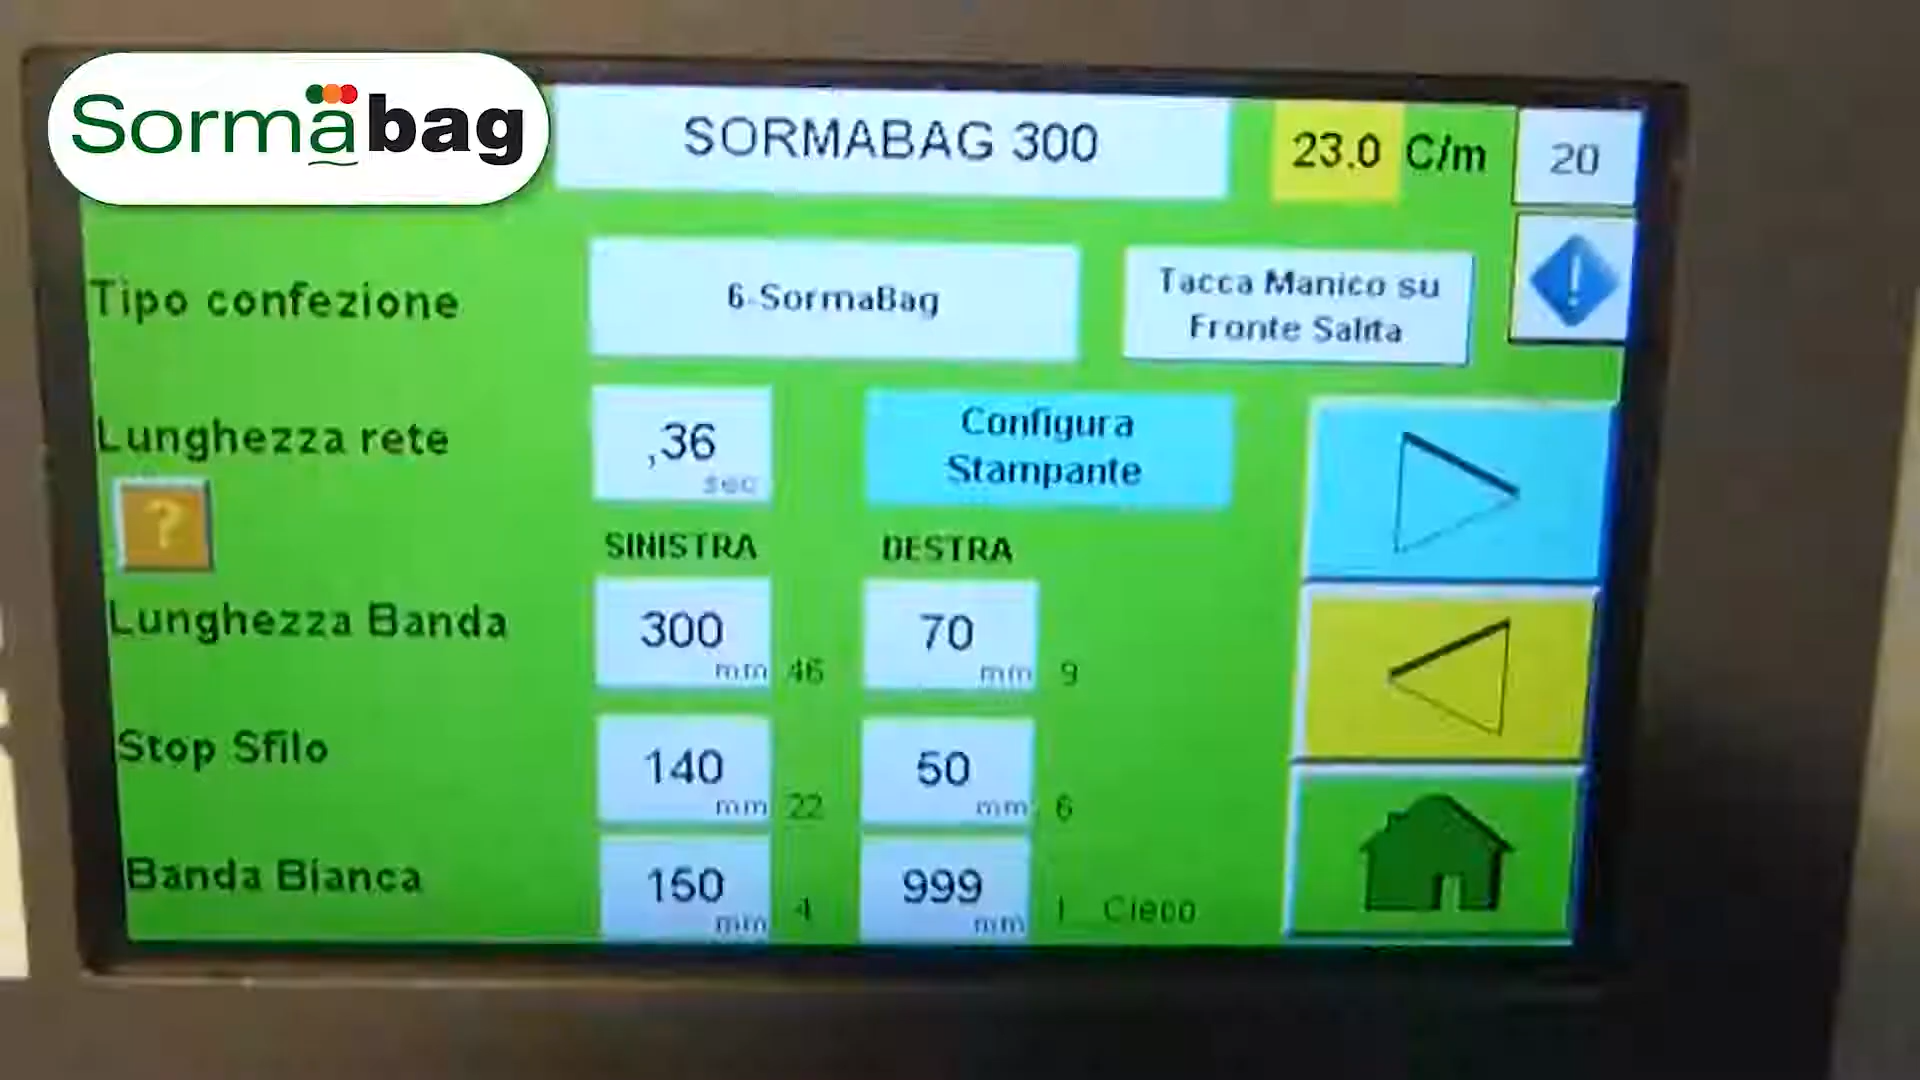 Sormabag
SORMABAG 300
23.0 C/m
20
Tipo confezione
6-SormaBag
Tacca Manico su
Fronte Salita
Lunghezza rete
,36
sec
Configura
Stampante
?
SINISTRA
DESTRA
Lunghezza Banda
300
mm
46
70
mm
9
Stop Sfilo
140
mm
22
50
mm
6
Banda Bianca
150
mm
4
999
mm
Cieco